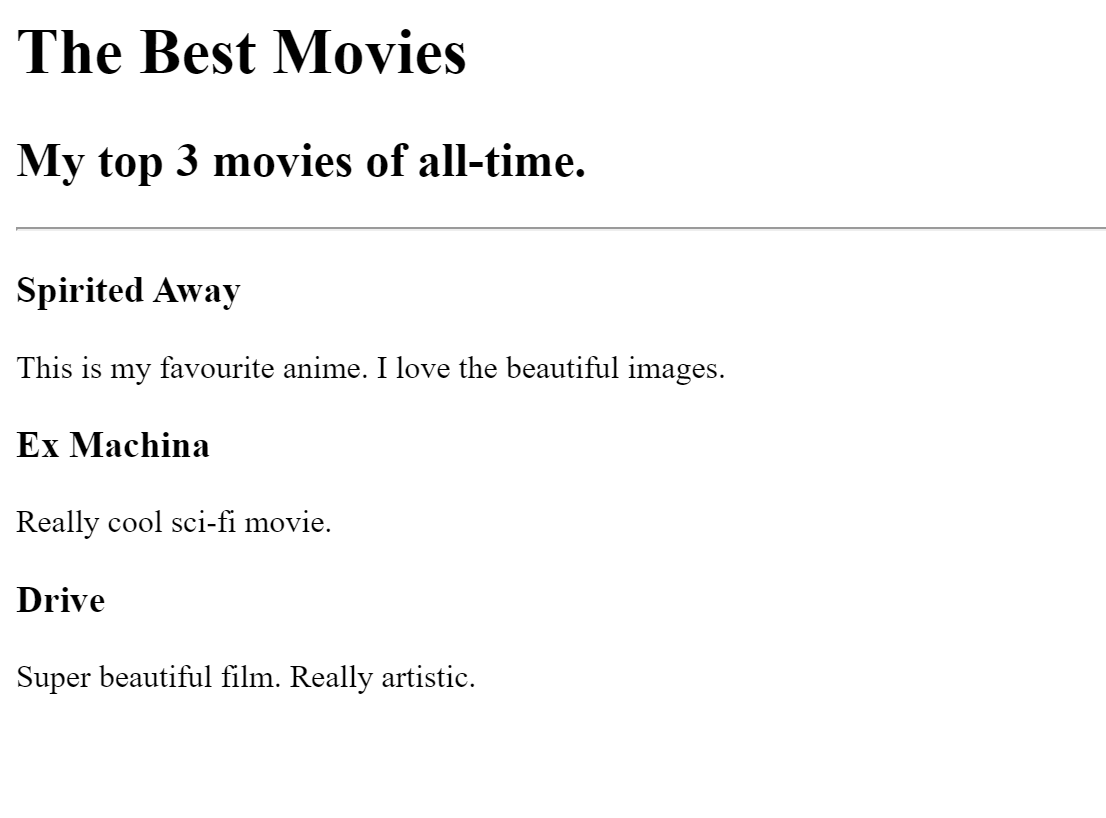 The Best Movies
My top 3 movies of all-time.
Spirited Away
This is my favourite anime. I love the beautiful images.
Ex Machina
Really cool sci-fi movie.
Drive
Super beautiful film. Really artistic.